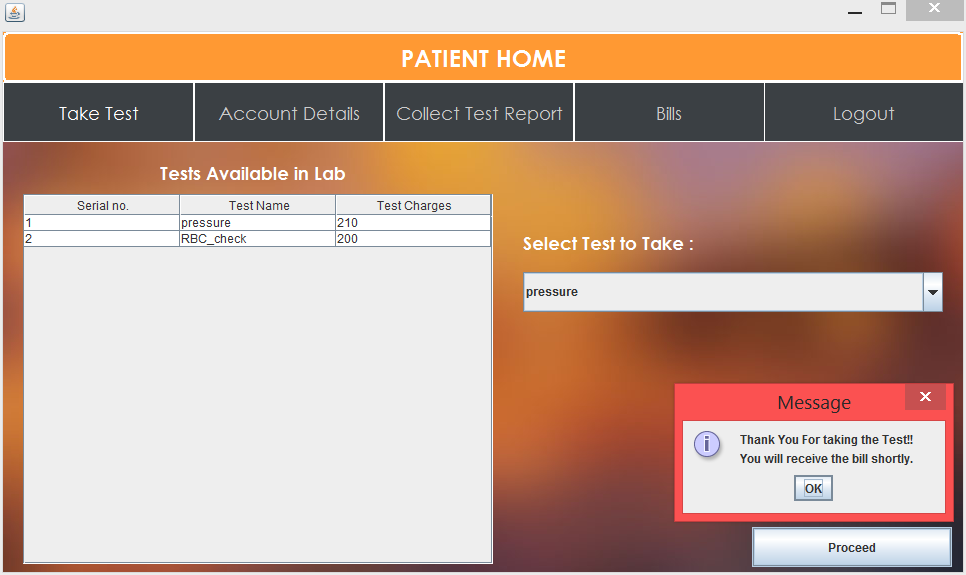 PATIENT HOME
Take Test Account Details Collect Test Report Bills Logout
Tests Available in Lab
Serial no. Test Name Test Charges
1 pressure 210
2 RBC_check 200
Select Test to Take :
pressure
Message
Thank You For taking the Test!!
You will receive the bill shortly.
OK
Proceed